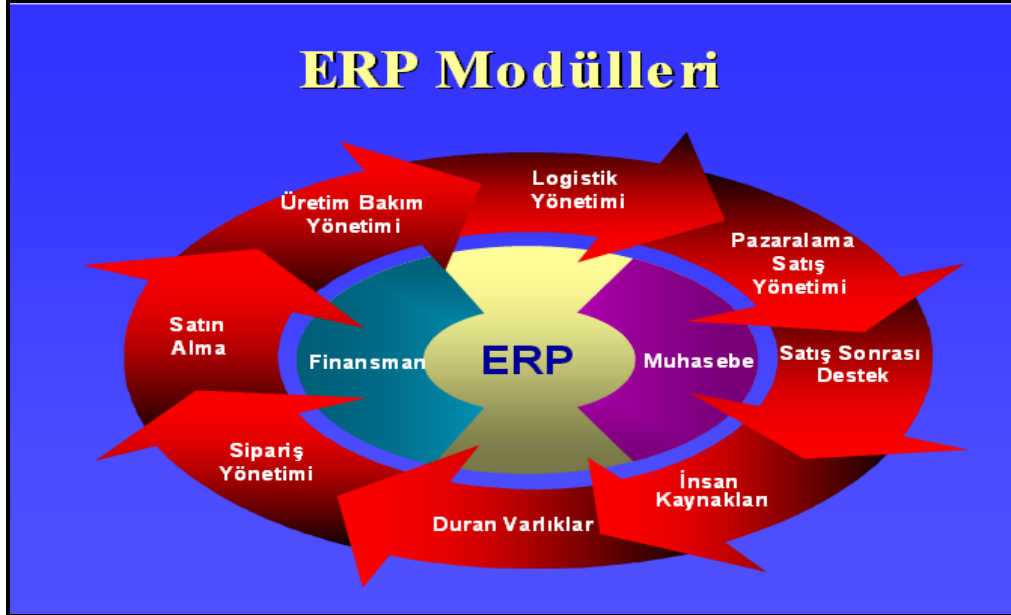 ERP Modülleri
Logistik
Yönetimi
Üretim Bakım
Yönetimi
Pazaralama
Satış
Yönetimi
Satın
Alma
Finansman
ERP
Muhasebe
Satış Sonrası
Destek
Sipariş
Yönetimi
İnsan
Kaynakları
Duran Varlıklar